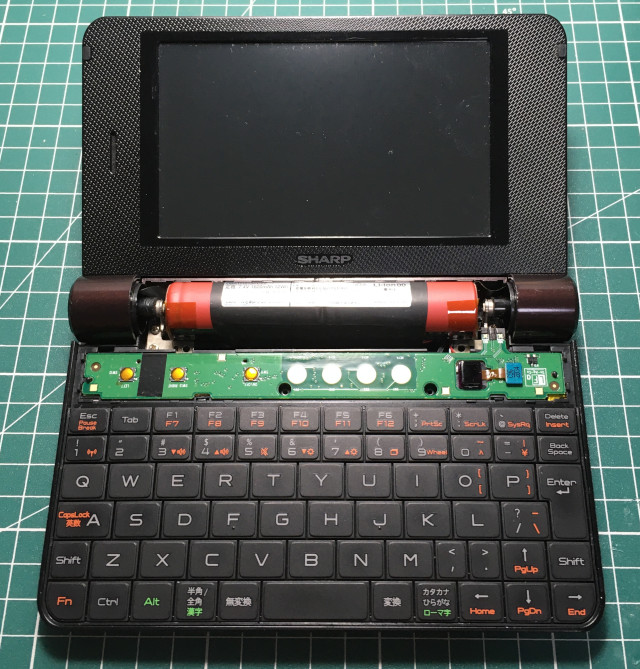 45°
SHARP
Esc Tab F1 F2 F3 F4 F5 F6 + * - Delete
Pause Break F7 F8 F9 F10 F11 F12 ; PrtSc : ScrLk @ SysRq Insert
! " # $ % & ' ( ) = Back Space
1 2 3 4 5 6 7 8 9 Wheel 0 - ¥
Q W E R T Y U I O [ P ] Enter
CapsLock 英数 A S D F G H J K L ? / _ \
Shift Z X C V B N M < , > . ↑ PgUp Shift
Fn Ctrl Alt 半角/全角 漢字 無変換 変換 カタカナ ひらがな ローマ字 ← Home ↓ PgDn → End